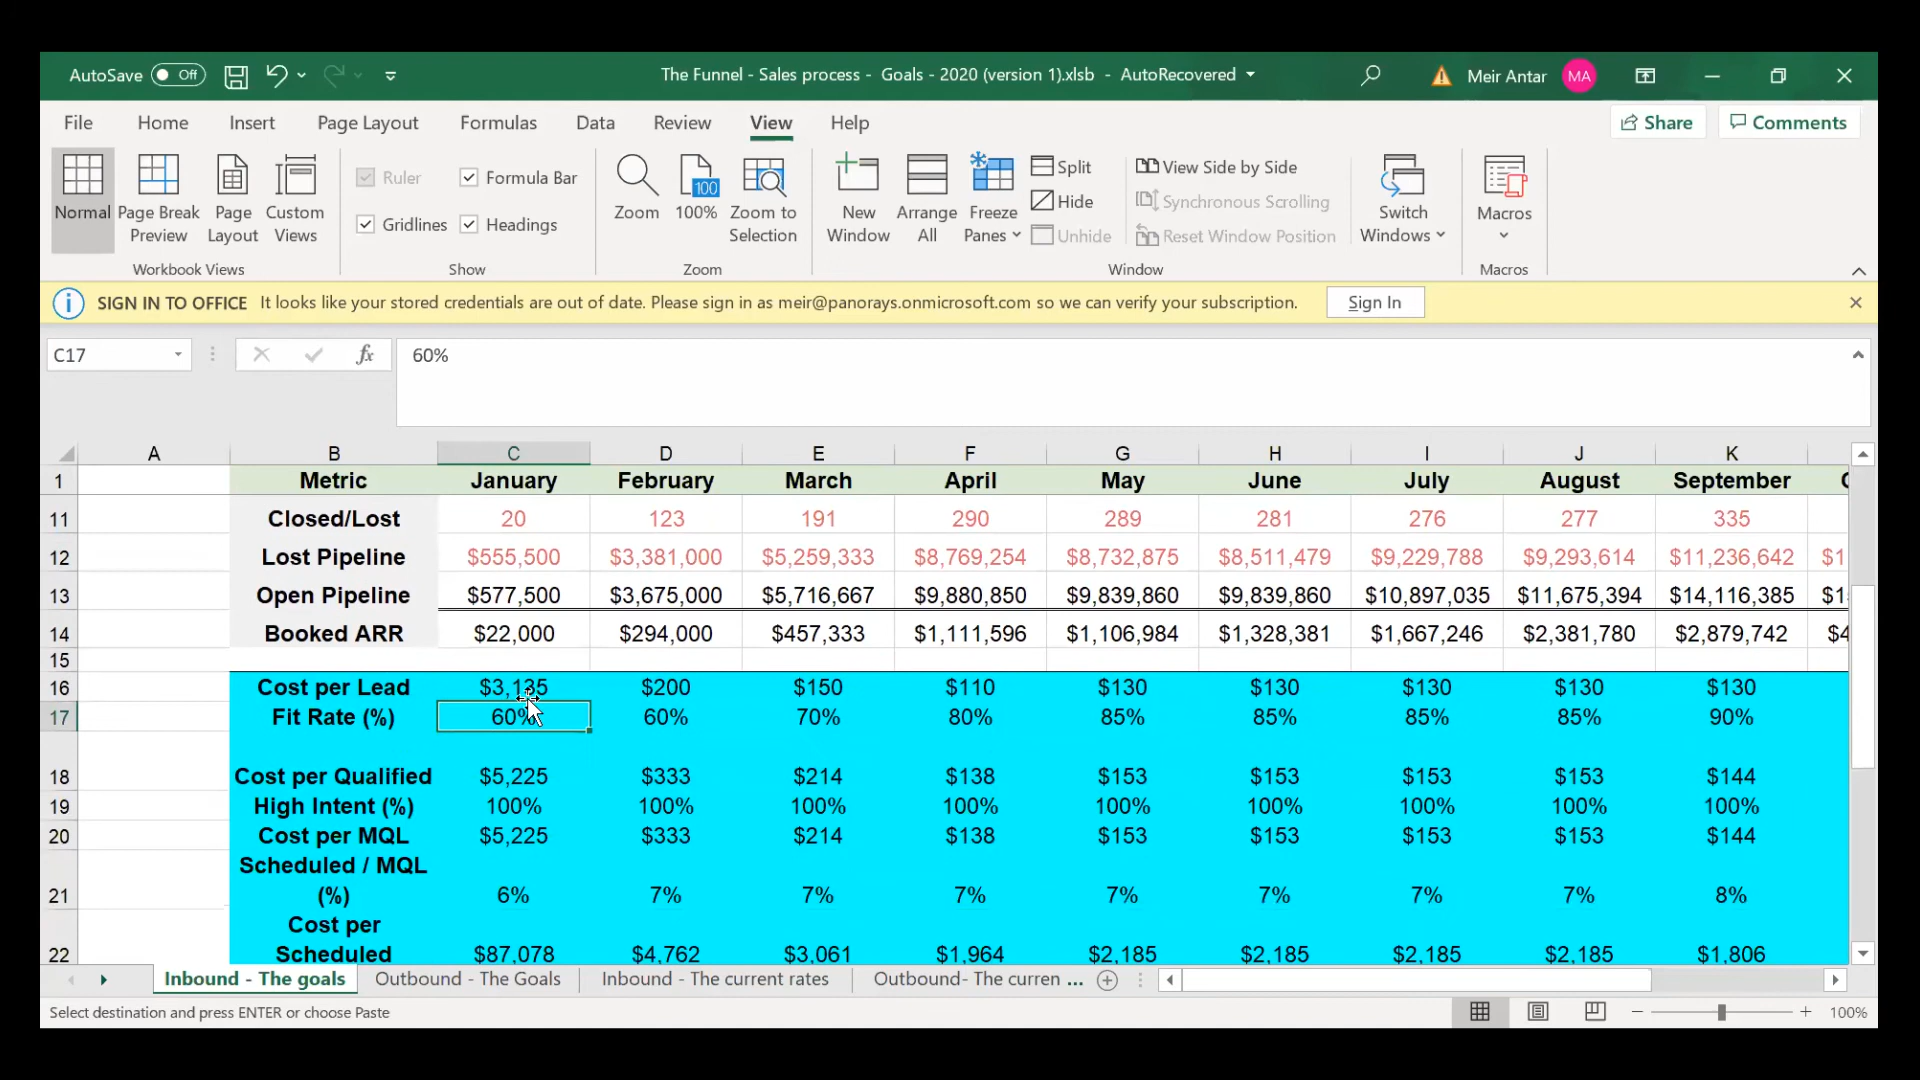 AutoSave Off The Funnel - Sales process - Goals - 2020 (version 1).xlsb - AutoRecovered Meir Antar MA
File Home Insert Page Layout Formulas Data Review View Help Share Comments
Normal Page Break Preview Page Layout Custom Views
Workbook Views
Ruler Formula Bar
Gridlines Headings
Show
Zoom 100 100% Zoom to Selection
Zoom
New Window Arrange All Freeze Panes
Split
Hide
Unhide
View Side by Side
Synchronous Scrolling
Reset Window Position
Switch Windows
Window
Macros
Macros
SIGN IN TO OFFICE It looks like your stored credentials are out of date. Please sign in as meir@panorays.onmicrosoft.com so we can verify your subscription. Sign In
C17 fx 60%
A B C D E F G H I J K
1 Metric January February March April May June July August September
11 Closed/Lost 20 123 191 290 289 281 276 277 335
12 Lost Pipeline $555,500 $3,381,000 $5,259,333 $8,769,254 $8,732,875 $8,511,479 $9,229,788 $9,293,614 $11,236,642 $1
13 Open Pipeline $577,500 $3,675,000 $5,716,667 $9,880,850 $9,839,860 $9,839,860 $10,897,035 $11,675,394 $14,116,385
14 Booked ARR $22,000 $294,000 $457,333 $1,111,596 $1,106,984 $1,328,381 $1,667,246 $2,381,780 $2,879,742
15
16 Cost per Lead $3,135 $200 $150 $110 $130 $130 $130 $130 $130
17 Fit Rate (%) 60% 60% 70% 80% 85% 85% 85% 85% 90%
18 Cost per Qualified $5,225 $333 $214 $138 $153 $153 $153 $153 $144
19 High Intent (%) 100% 100% 100% 100% 100% 100% 100% 100% 100%
20 Cost per MQL $5,225 $333 $214 $138 $153 $153 $153 $153 $144
Scheduled / MQL
21 (%) 6% 7% 7% 7% 7% 7% 7% 7% 8%
Cost per
22 Scheduled $87,078 $4,762 $3,061 $1,964 $2,185 $2,185 $2,185 $2,185 $1,806
Inbound - The goals Outbound - The Goals Inbound - The current rates Outbound- The curren ...
Select destination and press ENTER or choose Paste 100%